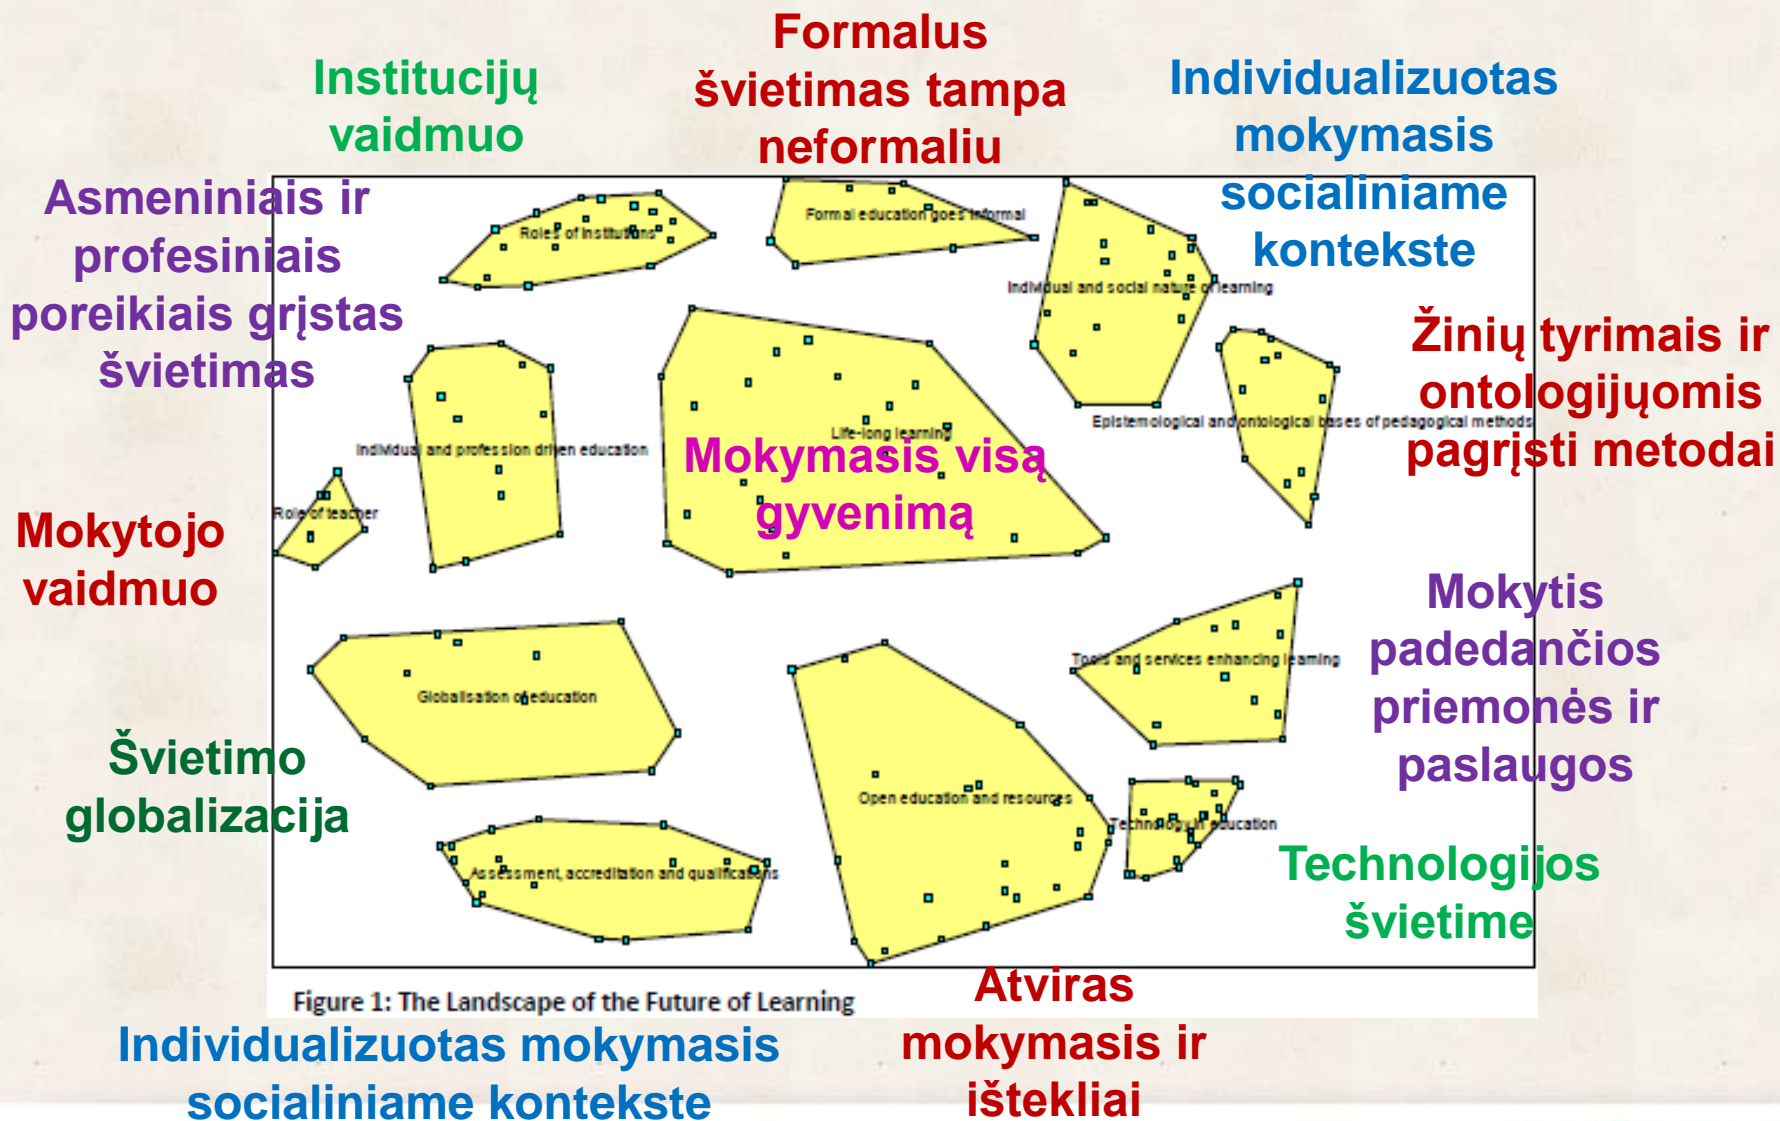 Formalus
švietimas tampa
neformaliu
Institucijų
vaidmuo
Individualizuotas
mokymasis
socialiniame
kontekste
Asmeniniais ir
profesiniais
poreikiais grįstas
švietimas
Roles of Institutions
Formal education goes informal
Individual and social nature of learning
Žinių tyrimais ir
ontologijųomis
pagrįsti metodai
Epistemological and ontological bases of pedagogical methods
Individual and profession driven education
Life-long learning
Mokymasis visą
gyvenimą
Role of teacher
Mokytojo
vaidmuo
Mokytis
padedančios
priemonės ir
paslaugos
Tools and services enhancing learning
Globalisation of education
Švietimo
globalizacija
Open education and resources
Technology in education
Assessment, accreditation and qualifications
Technologijos
švietime
Figure 1: The Landscape of the Future of Learning
Atviras
mokymasis ir
ištekliai
Individualizuotas mokymasis
socialiniame kontekste